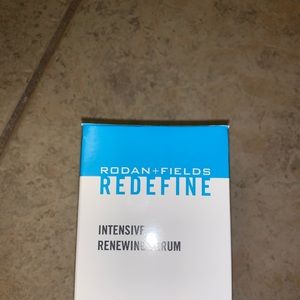 RODAN+FIELDS
REDEFINE
INTENSIVE
RENEWING SERUM